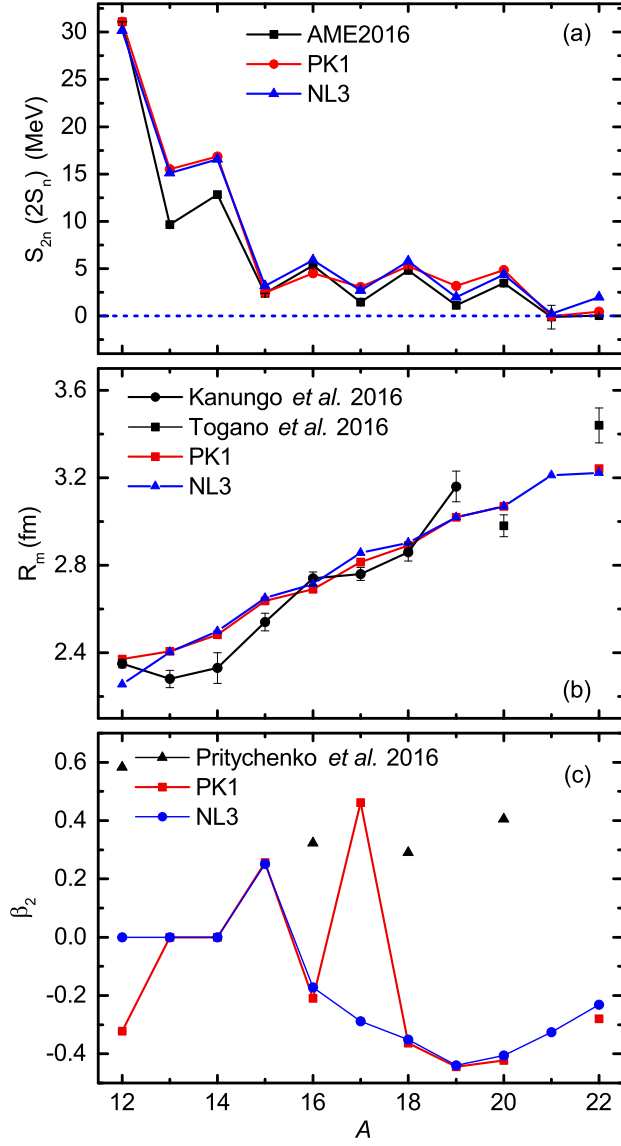 30
25
20
15
10
5
0
S2n (2Sn) (MeV)
AME2016
PK1
NL3
(a)
3.6
3.2
2.8
2.4
Rm (fm)
Kanungo et al. 2016
Togano et al. 2016
PK1
NL3
(b)
0.6
0.4
0.2
0.0
-0.2
-0.4
β2
Pritychenko et al. 2016
PK1
NL3
(c)
12 14 16 18 20 22
A